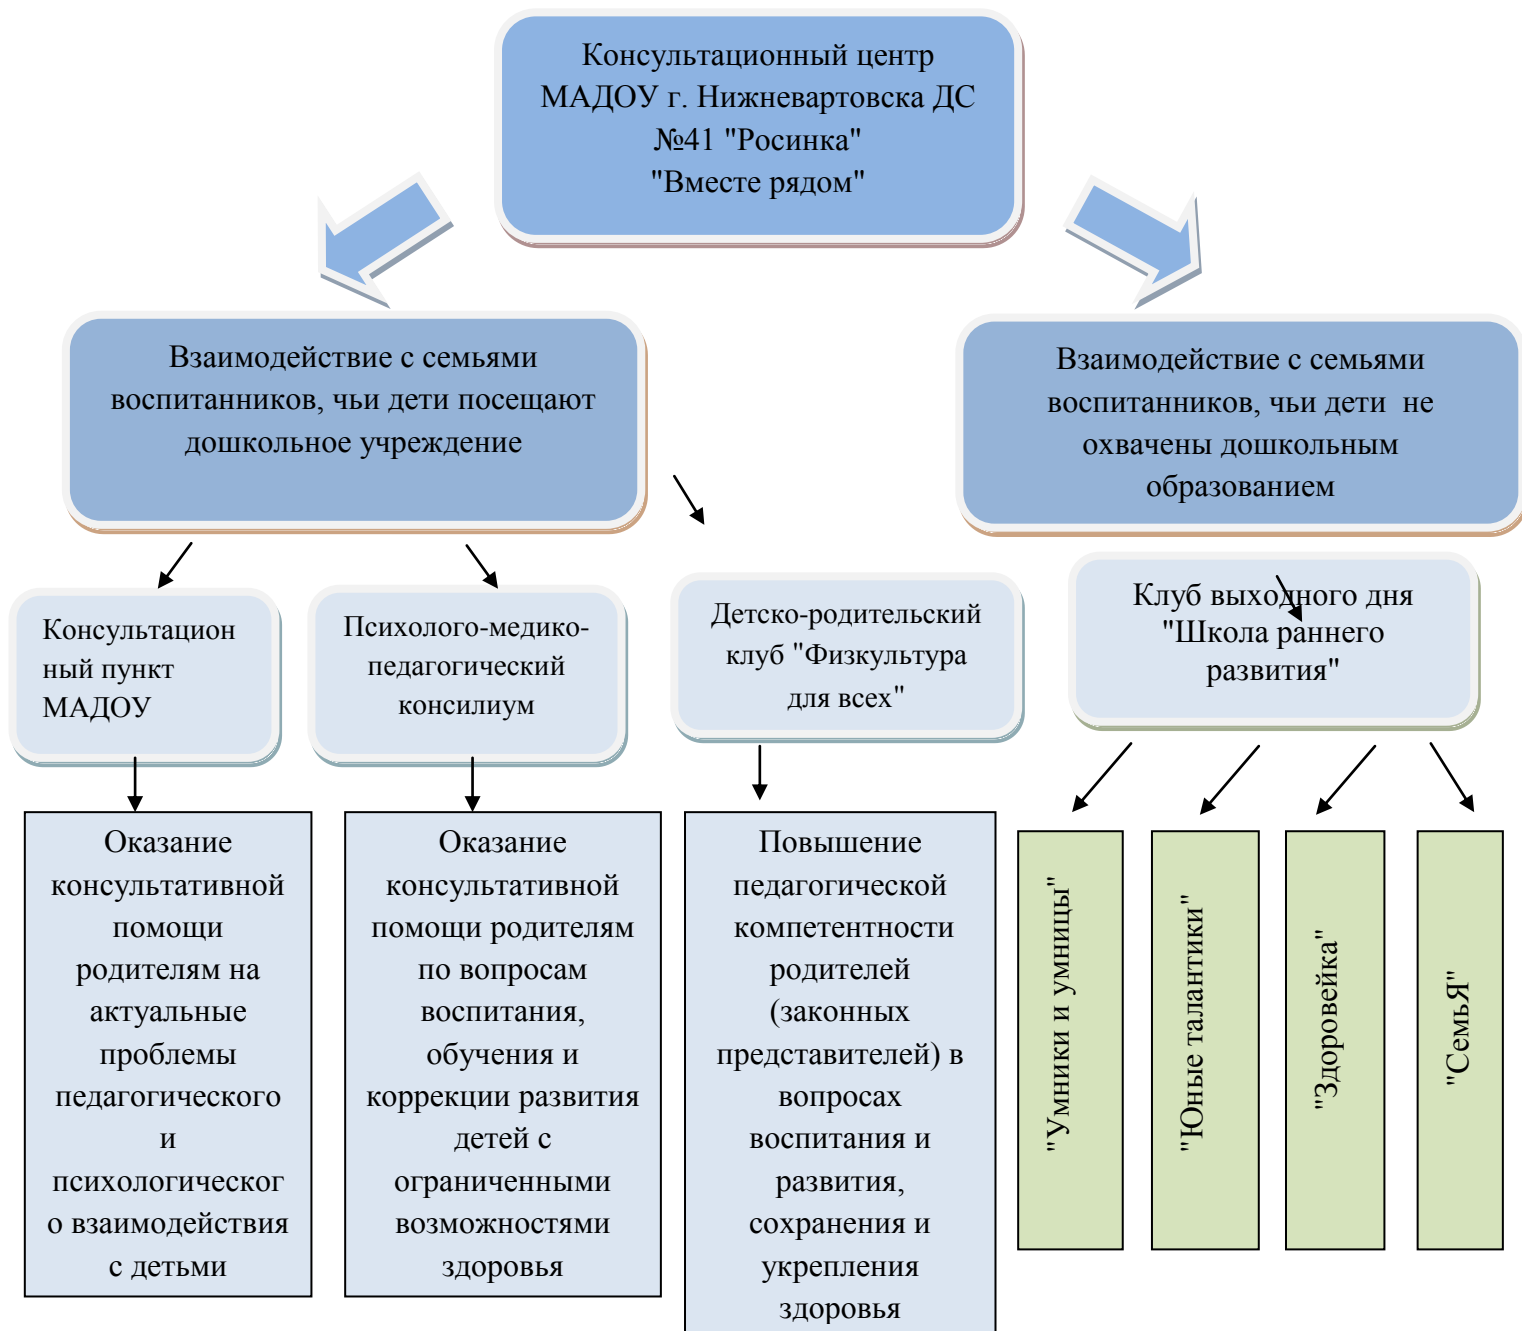 Консультационный центр
МАДОУ г. Нижневартовска ДС
№41 "Росинка"
"Вместе рядом"
Взаимодействие с семьями
воспитанников, чьи дети посещают
дошкольное учреждение
Взаимодействие с семьями
воспитанников, чьи дети  не
охвачены дошкольным
образованием
Консультацион
ный пункт
МАДОУ
Психолого-медико-
педагогический
консилиум
Детско-родительский
клуб "Физкультура
для всех"
Клуб выходного дня
"Школа раннего
развития"
Оказание
консультативной
помощи
родителям на
актуальные
проблемы
педагогического
и
психологическог
о взаимодействия
с детьми
Оказание
консультативной
помощи родителям
по вопросам
воспитания,
обучения и
коррекции развития
детей с
ограниченными
возможностями
здоровья
Повышение
педагогической
компетентности
родителей
(законных
представителей) в
вопросах
воспитания и
развития,
сохранения и
укрепления
здоровья
"Умники и умницы"
"Юные талантики"
"Здоровейка"
"СемьЯ"